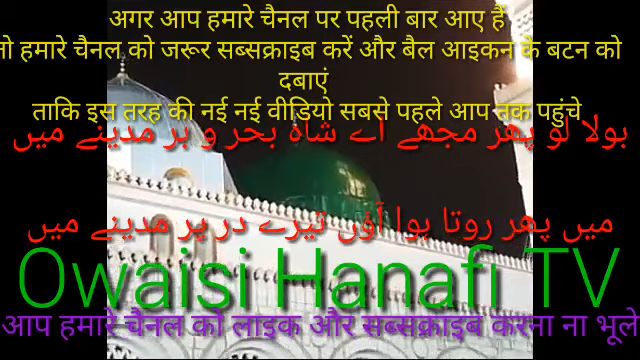 अगर आप हमारे चैनल पर पहली बार आए हैं
तो हमारे चैनल को जरूर सब्सक्राइब करें और बैल आइकन के बटन को
दबाएं
ताकि इस तरह की नई नई वीडियो सबसे पहले आप तक पहुंचे
بولا لو پھر مجھے اے شاہ بحر و بر مدینے میں
میں پھر روتا ہوا آؤں تیرے در پر مدینے میں
Owaisi Hanafi TV
आप हमारे चैनल को लाइक और सब्सक्राइब करना ना भूले